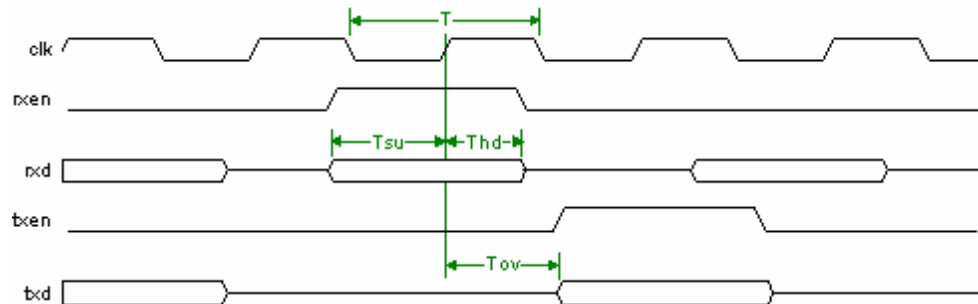 T
clk
rxen
Tsu Thd
rxd
txen
Tov
txd